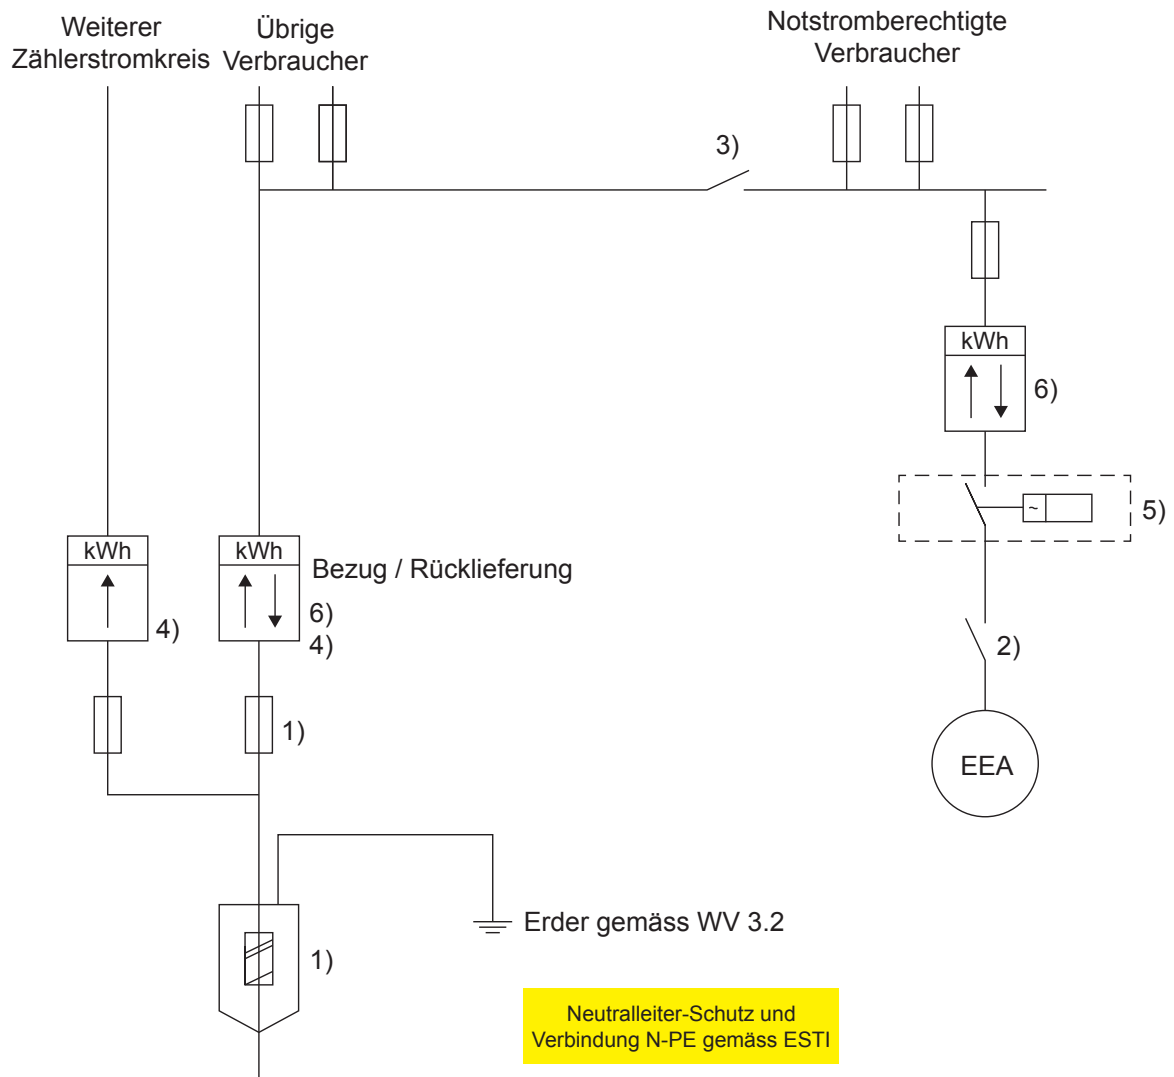 Weiterer
Zählerstromkreis
Übrige
Verbraucher
Notstromberechtigte
Verbraucher
3)
kWh
6)
~
5)
kWh
4)
kWh
Bezug / Rücklieferung
6)
4)
2)
1)
EEA
Erder gemäss WV 3.2
1)
Neutralleiter-Schutz und
Verbindung N-PE gemäss ESTI